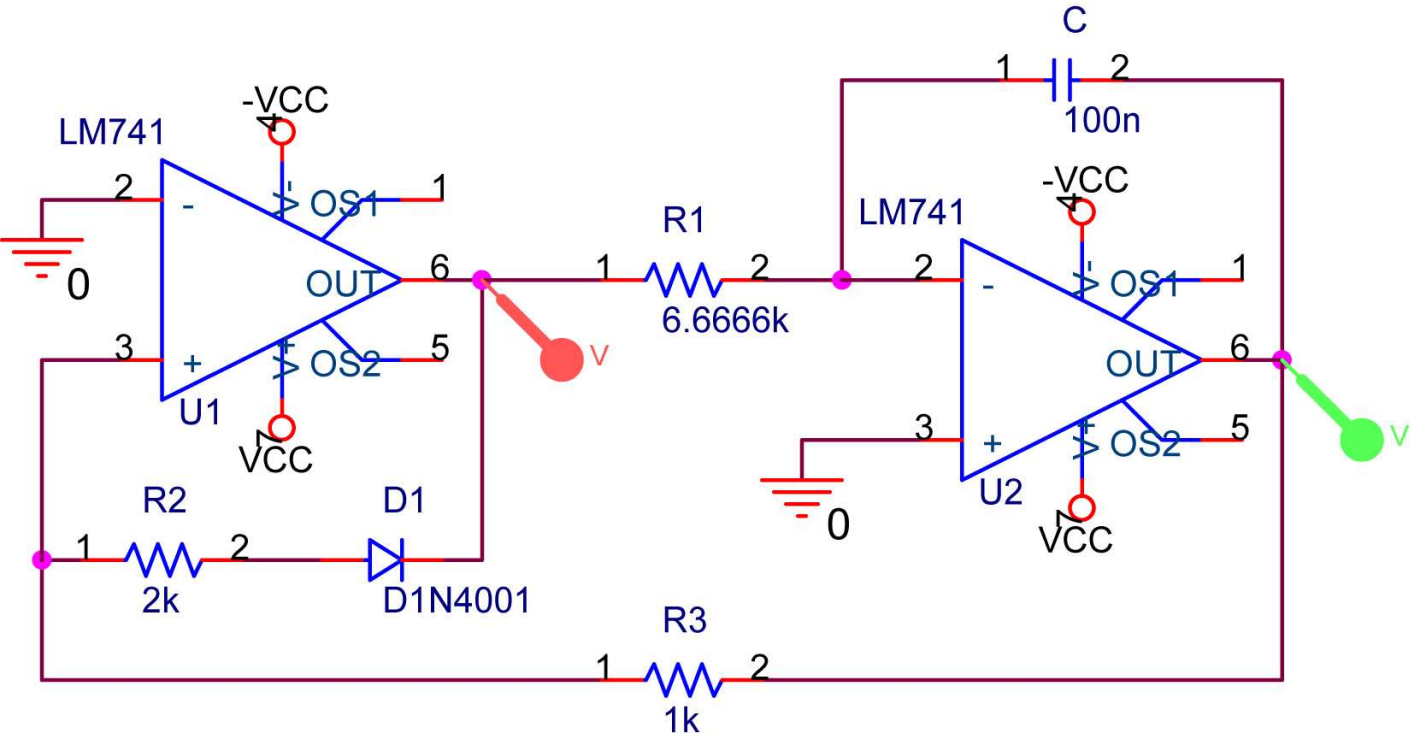 C
1
2
100n
-VCC
4
LM741
2
-
V-
OS1
1
OUT
6
3
+
V+
OS2
5
U1
7
VCC
0
R1
1
2
6.6666k
V
-VCC
4
LM741
2
-
V-
OS1
1
OUT
6
3
+
V+
OS2
5
U2
7
VCC
0
V
R2
1
2
2k
D1
D1N4001
R3
1
2
1k